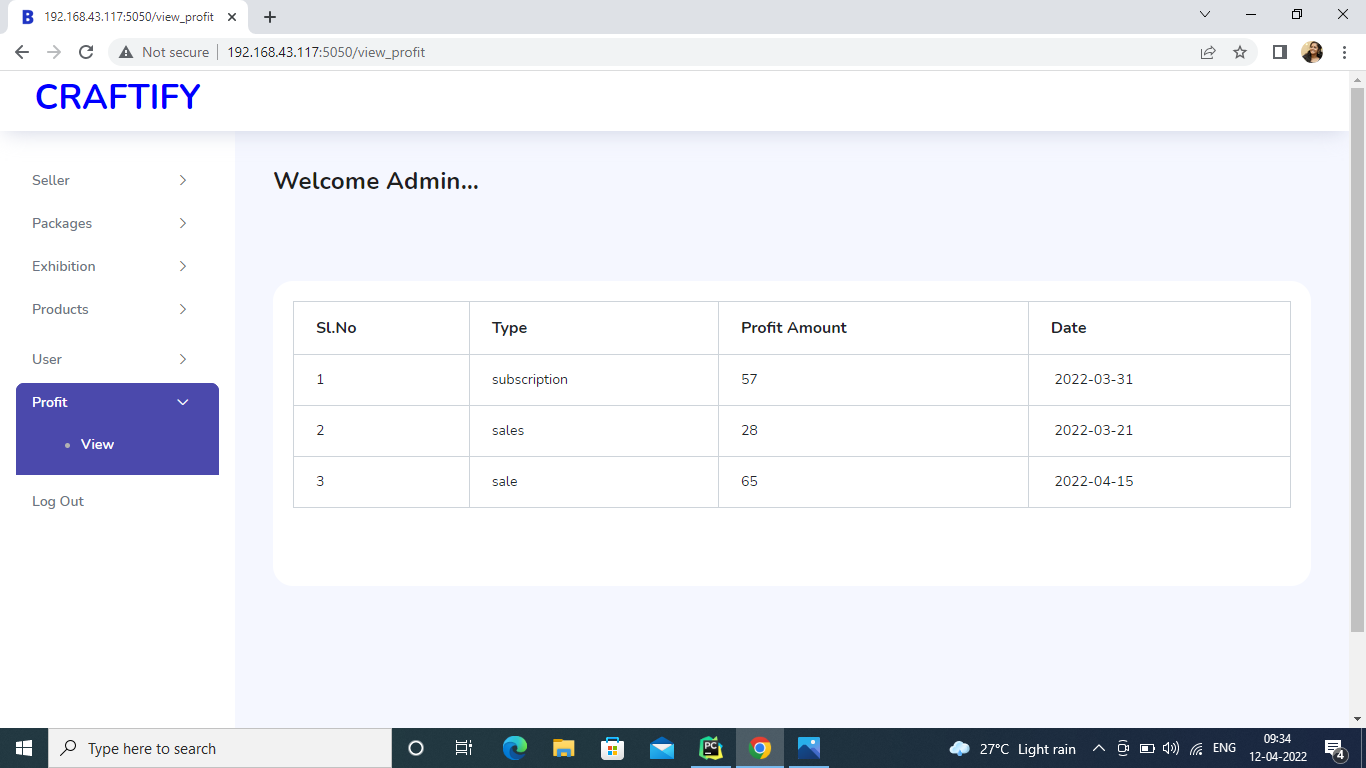 192.168.43.117:5050/view_profit
Not secure 192.168.43.117:5050/view_profit
CRAFTIFY
Seller
Packages
Exhibition
Products
User
Profit
View
Log Out
Welcome Admin...
Sl.No Type Profit Amount Date
1 subscription 57 2022-03-31
2 sales 28 2022-03-21
3 sale 65 2022-04-15
Type here to search
PC
27°C Light rain
ENG
09:34
12-04-2022
4